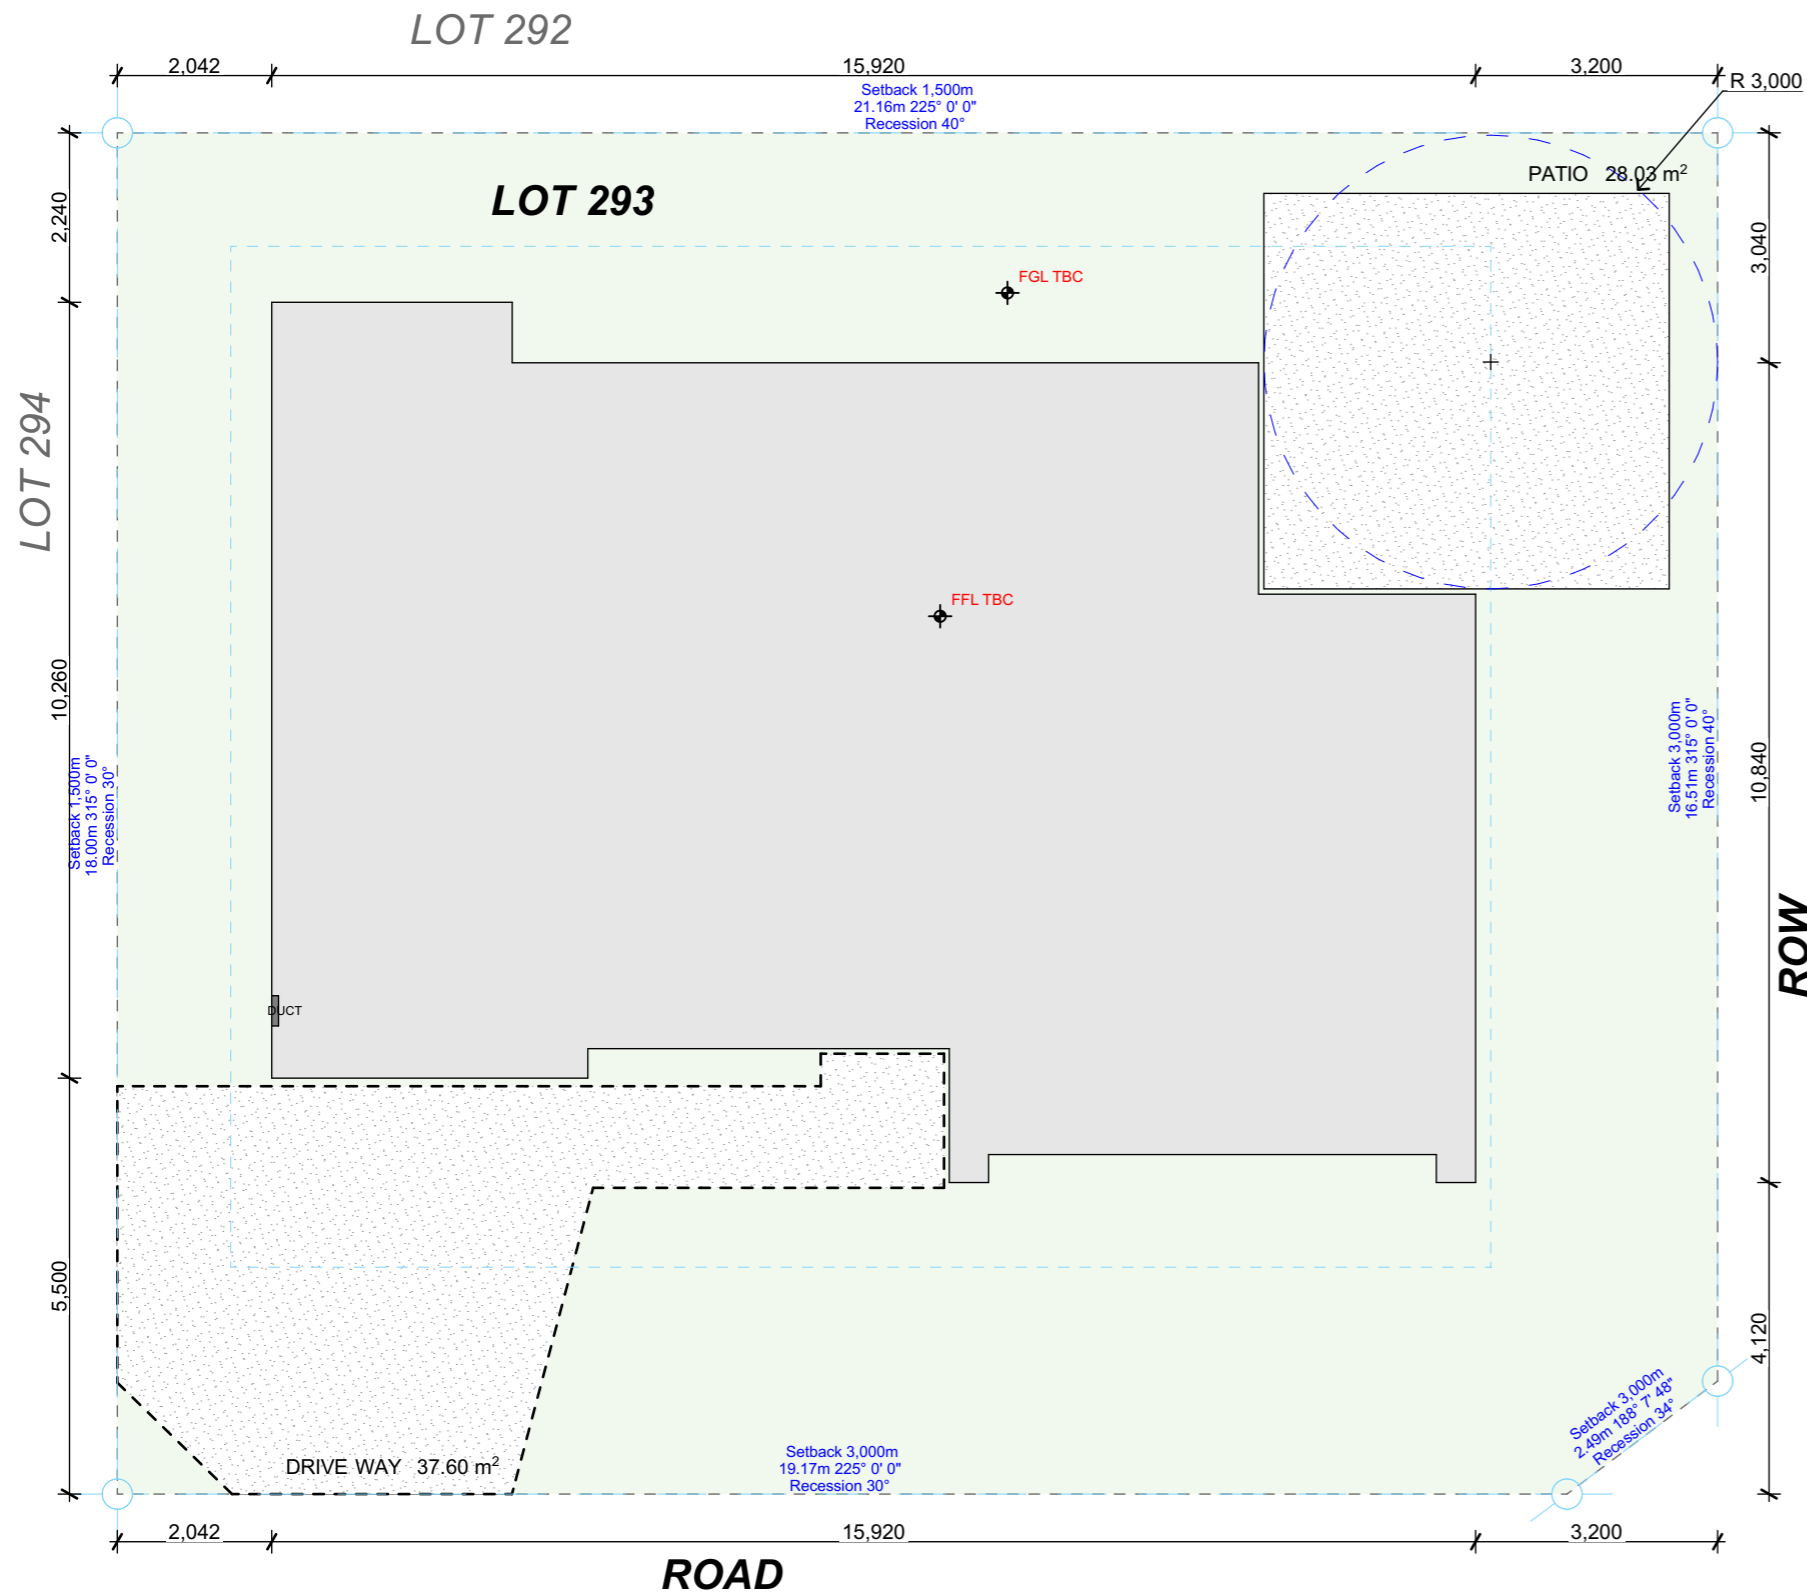 LOT 292
2,042
15,920
3,200
R 3,000
Setback 1,500m
21.16m 225° 0' 0"
Recession 40°
PATIO 28.03 m²
LOT 293
2,240
3,040
FGL TBC
LOT 294
FFL TBC
10,260
Setback 1,500m
18.00m 315° 0' 0"
Recession 30°
Setback 3,000m
16.51m 315° 0' 0"
Recession 40°
10,840
ROW
DUCT
5,500
4,120
Setback 3,000m
2.49m 188° 7' 48"
Recession 34°
DRIVE WAY 37.60 m²
Setback 3,000m
19.17m 225° 0' 0"
Recession 30°
2,042
15,920
3,200
ROAD